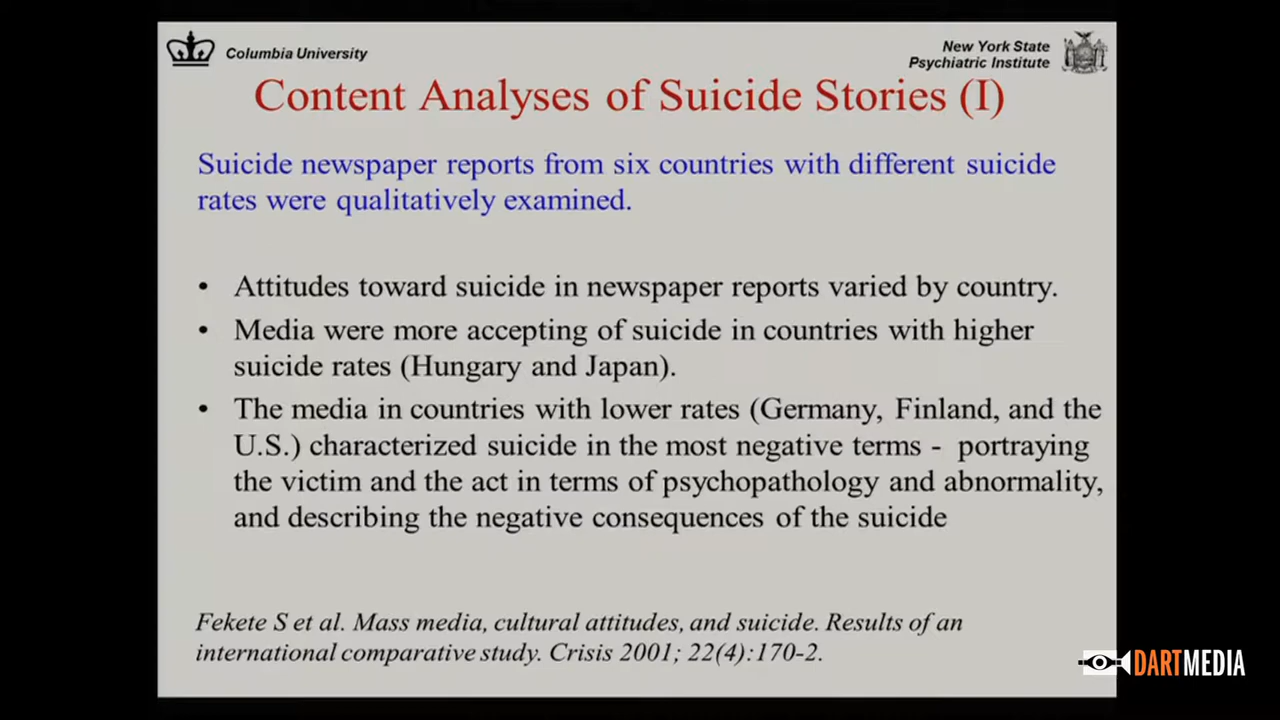 Columbia University
New York State
Psychiatric Institute
Content Analyses of Suicide Stories (I)
Suicide newspaper reports from six countries with different suicide
rates were qualitatively examined.
• Attitudes toward suicide in newspaper reports varied by country.
• Media were more accepting of suicide in countries with higher
suicide rates (Hungary and Japan).
• The media in countries with lower rates (Germany, Finland, and the
U.S.) characterized suicide in the most negative terms - portraying
the victim and the act in terms of psychopathology and abnormality,
and describing the negative consequences of the suicide
Fekete S et al. Mass media, cultural attitudes, and suicide. Results of an
international comparative study. Crisis 2001; 22(4):170-2.
DARTMEDIA